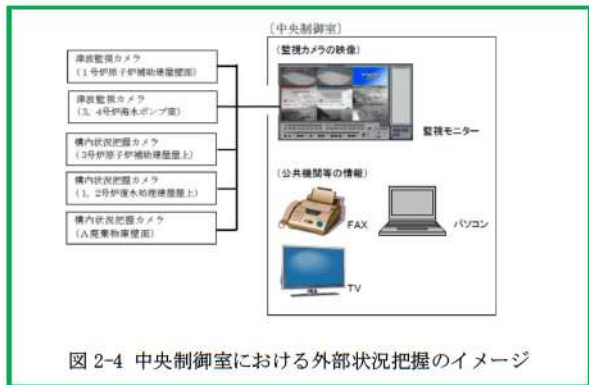 ［中央制御室］
（監視カメラの映像）
津波監視カメラ
（１号炉原子炉補助建屋壁面）
津波監視カメラ
（3，4号炉海水ポンプ室）
構内状況把握カメラ
（3号炉原子炉補助建屋屋上）
構内状況把握カメラ
（1，2号炉復水処理建屋屋上）
構内状況把握カメラ
（A廃棄物庫壁面）
監視モニター
（公共機関等の情報）
FAX
パソコン
TV
図 2-4 中央制御室における外部状況把握のイメージ